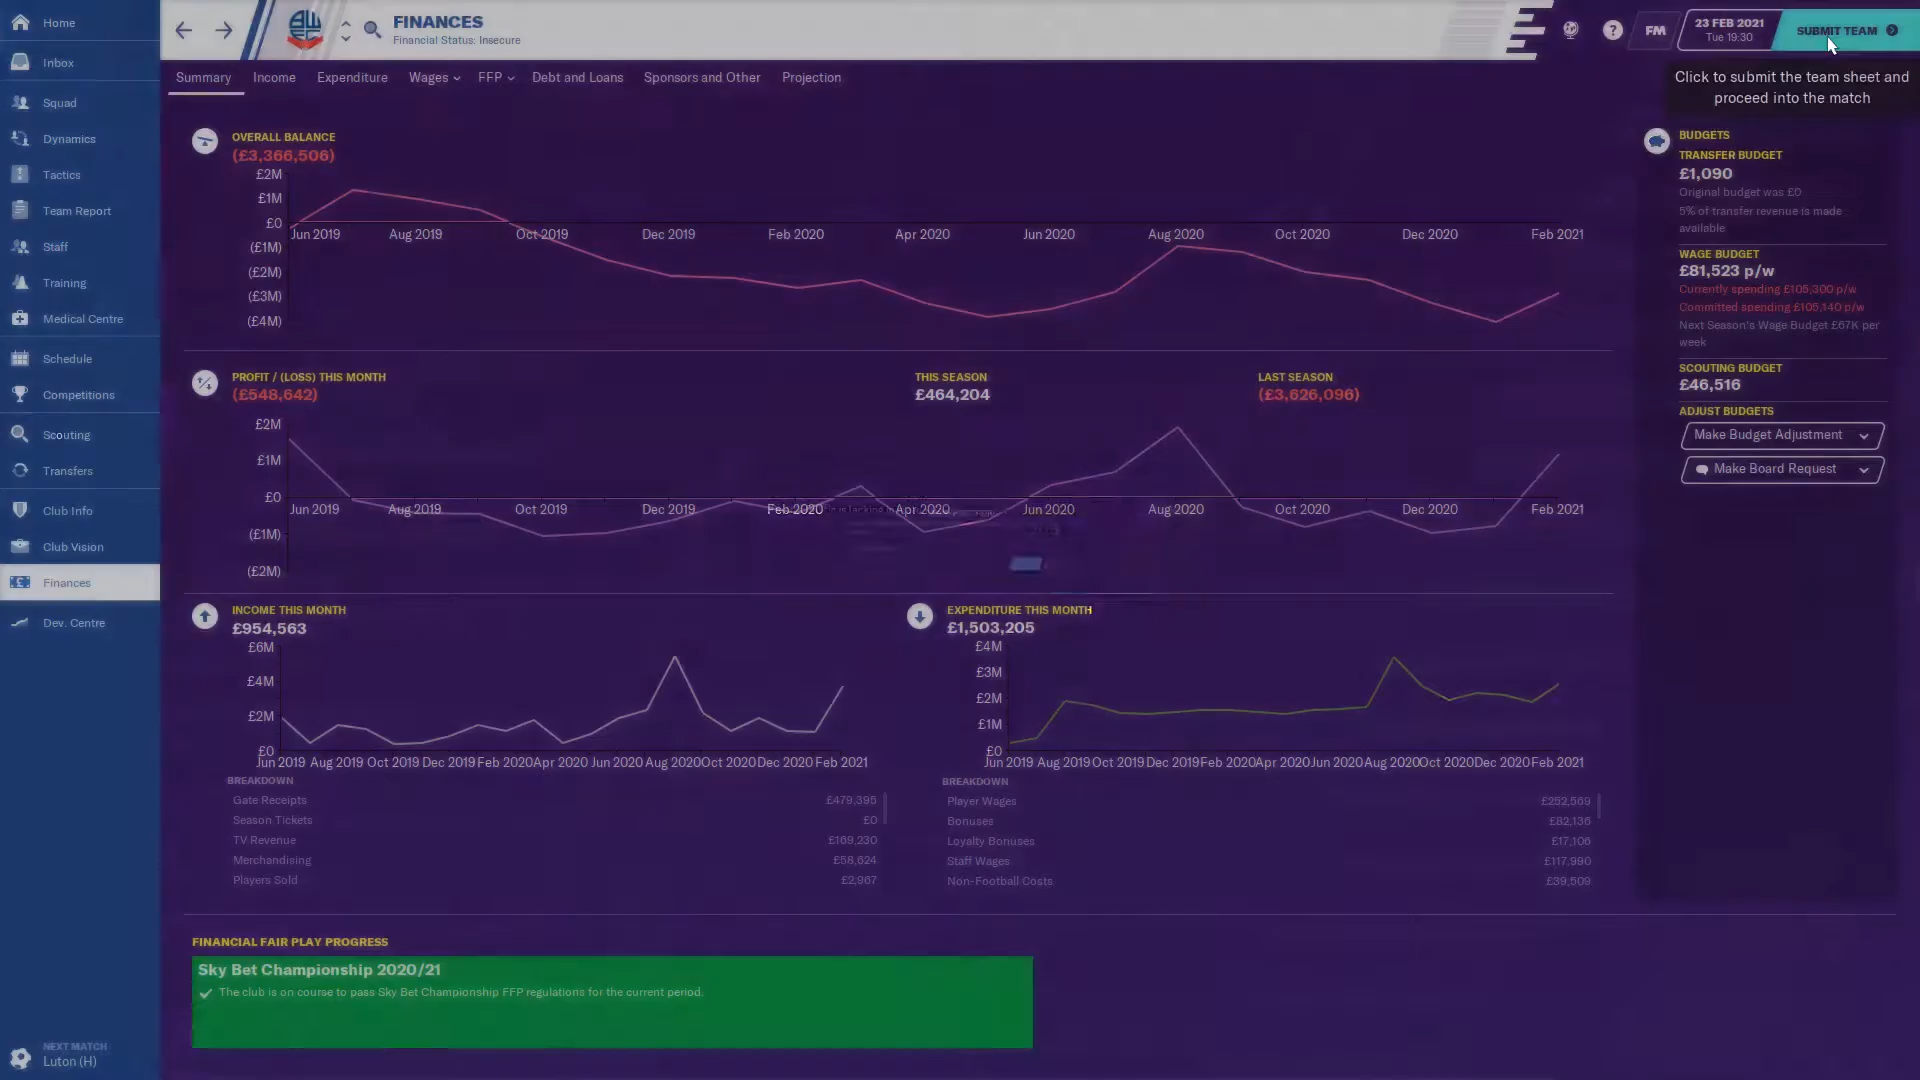 Home
Inbox
Squad
Dynamics
Tactics
Team Report
Staff
Training
Medical Centre
Schedule
Competitions
Scouting
Transfers
Club Info
Club Vision
Finances
Dev. Centre
NEXT MATCH
Luton (H)
FINANCES
Financial Status: Insecure
FM
23 FEB 2021
Tue 19:30
SUBMIT TEAM
Click to submit the team sheet and
proceed into the match
Summary Income Expenditure Wages FFP Debt and Loans Sponsors and Other Projection
OVERALL BALANCE
(£3,366,506)
£2M
£1M
£0
(£1M)
(£2M)
(£3M)
(£4M)
Jun 2019 Aug 2019 Oct 2019 Dec 2019 Feb 2020 Apr 2020 Jun 2020 Aug 2020 Oct 2020 Dec 2020 Feb 2021
PROFIT / (LOSS) THIS MONTH
(£548,642)
THIS SEASON
£464,204
LAST SEASON
(£3,626,096)
£2M
£1M
£0
(£1M)
(£2M)
Jun 2019 Aug 2019 Oct 2019 Dec 2019 Feb 2020 Apr 2020 Jun 2020 Aug 2020 Oct 2020 Dec 2020 Feb 2021
INCOME THIS MONTH
£954,563
£6M
£4M
£2M
£0
Jun 2019 Aug 2019 Oct 2019 Dec 2019 Feb 2020 Apr 2020 Jun 2020 Aug 2020 Oct 2020 Dec 2020 Feb 2021
BREAKDOWN
Gate Receipts £479,395
Season Tickets £0
TV Revenue £169,230
Merchandising £58,624
Players Sold £2,967
EXPENDITURE THIS MONTH
£1,503,205
£4M
£3M
£2M
£1M
£0
Jun 2019 Aug 2019 Oct 2019 Dec 2019 Feb 2020 Apr 2020 Jun 2020 Aug 2020 Oct 2020 Dec 2020 Feb 2021
BREAKDOWN
Player Wages £252,569
Bonuses £82,136
Loyalty Bonuses £17,106
Staff Wages £117,990
Non-Football Costs £39,509
FINANCIAL FAIR PLAY PROGRESS
Sky Bet Championship 2020/21
The club is on course to pass Sky Bet Championship FFP regulations for the current period.
BUDGETS
TRANSFER BUDGET
£1,090
Original budget was £0
5% of transfer revenue is made
available
WAGE BUDGET
£81,523 p/w
Currently spending £105,300 p/w
Committed spending £105,140 p/w
Next Season's Wage Budget £67K per
week
SCOUTING BUDGET
£46,516
ADJUST BUDGETS
Make Budget Adjustment
Make Board Request